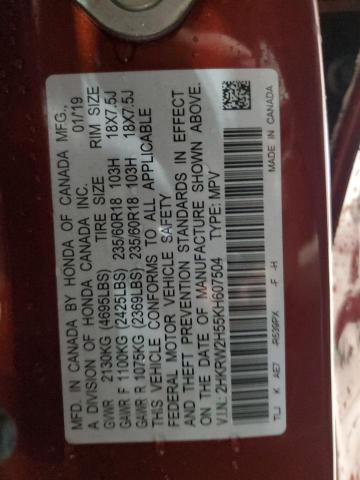 MFD. IN CANADA BY HONDA OF CANADA MFG.,
A DIVISION OF HONDA CANADA INC. 01/19
TIRE SIZE RIM SIZE
GVWR 2130KG (4695LBS)
GAWR F 1100KG (2425LBS) 235/60R18 103H 18X7.5J
GAWR R 1075KG (2369LBS) 235/60R18 103H 18X7.5J
THIS VEHICLE CONFORMS TO ALL APPLICABLE
FEDERAL MOTOR VEHICLE SAFETY
AND THEFT PREVENTION STANDARDS IN EFFECT
ON THE DATE OF MANUFACTURE SHOWN ABOVE.
V.I.N.: 2HKRW2H55KH607504 TYPE: MPV
TLJ K AE7 -R539PX -F -H MADE IN CANADA